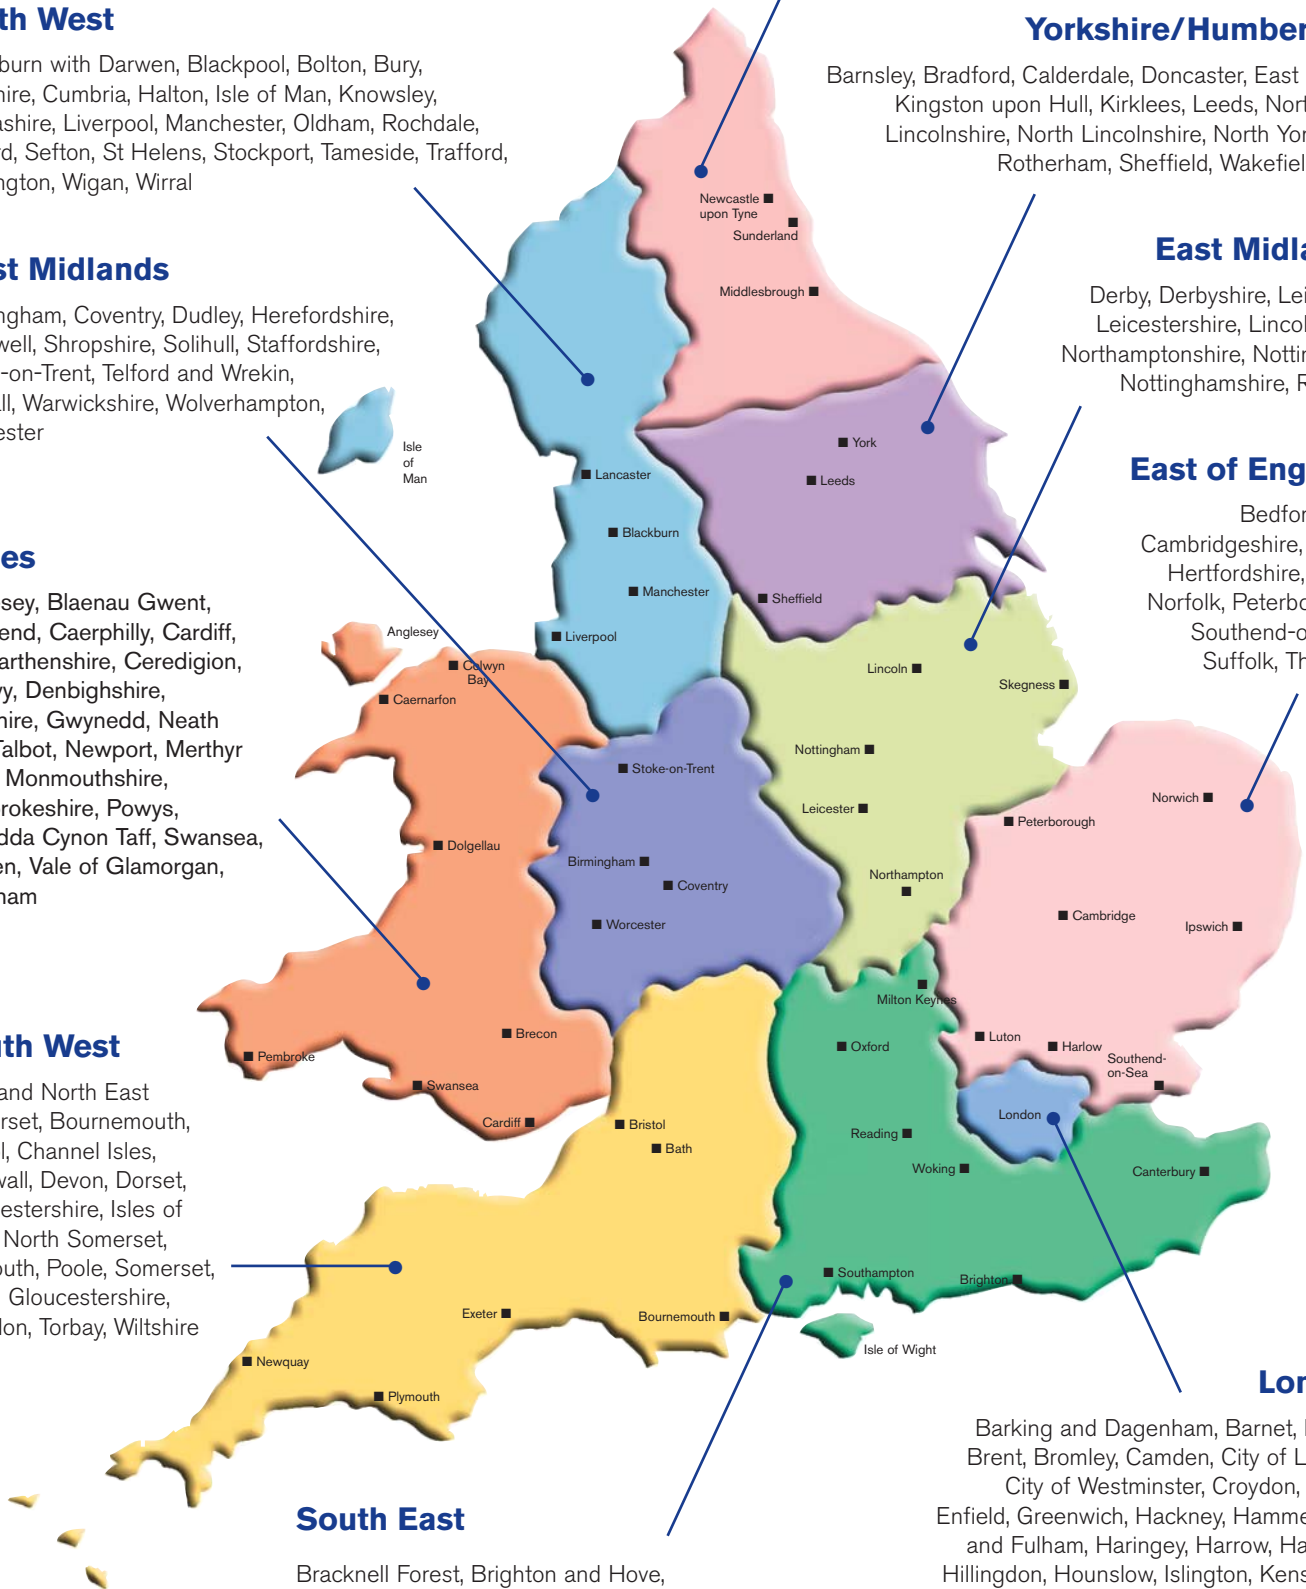 th West
burn with Darwen, Blackpool, Bolton, Bury,
hire, Cumbria, Halton, Isle of Man, Knowsley,
ashire, Liverpool, Manchester, Oldham, Rochdale,
rd, Sefton, St Helens, Stockport, Tameside, Trafford,
ngton, Wigan, Wirral
st Midlands
ngham, Coventry, Dudley, Herefordshire,
well, Shropshire, Solihull, Staffordshire,
-on-Trent, Telford and Wrekin,
ll, Warwickshire, Wolverhampton,
ester
es
sey, Blaenau Gwent,
end, Caerphilly, Cardiff,
arthenshire, Ceredigion,
y, Denbighshire,
hire, Gwynedd, Neath
Talbot, Newport, Merthyr
Monmouthshire,
rokeshire, Powys,
dda Cynon Taff, Swansea,
en, Vale of Glamorgan,
ham
th West
and North East
rset, Bournemouth,
l, Channel Isles,
wall, Devon, Dorset,
estershire, Isles of
North Somerset,
outh, Poole, Somerset,
Gloucestershire,
don, Torbay, Wiltshire
Yorkshire/Humber
Barnsley, Bradford, Calderdale, Doncaster, East
Kingston upon Hull, Kirklees, Leeds, Nort
Lincolnshire, North Lincolnshire, North Yor
Rotherham, Sheffield, Wakefiel
East Midla
Derby, Derbyshire, Lei
Leicestershire, Lincol
Northamptonshire, Nottin
Nottinghamshire, R
East of Eng
Bedfor
Cambridgeshire,
Hertfordshire,
Norfolk, Peterbo
Southend-o
Suffolk, Th
Newcastle
upon Tyne
Sunderland
Middlesbrough
Isle
of
Man
York
Leeds
Lancaster
Blackburn
Manchester
Sheffield
Liverpool
Anglesey
Colwyn
Bay
Caernarfon
Lincoln
Skegness
Nottingham
Stoke-on-Trent
Leicester
Norwich
Peterborough
Dolgellau
Birmingham
Coventry
Northampton
Worcester
Cambridge
Ipswich
Milton Keynes
Brecon
Oxford
Luton
Harlow
Southend-
on-Sea
Pembroke
Swansea
Cardiff
Bristol
Bath
London
Reading
Woking
Canterbury
Southampton
Brighton
Exeter
Bournemouth
Isle of Wight
Newquay
Plymouth
South East
Bracknell Forest, Brighton and Hove,
Lon
Barking and Dagenham, Barnet,
Brent, Bromley, Camden, City of L
City of Westminster, Croydon,
Enfield, Greenwich, Hackney, Hamme
and Fulham, Haringey, Harrow, Ha
Hillingdon, Hounslow, Islington, Kens